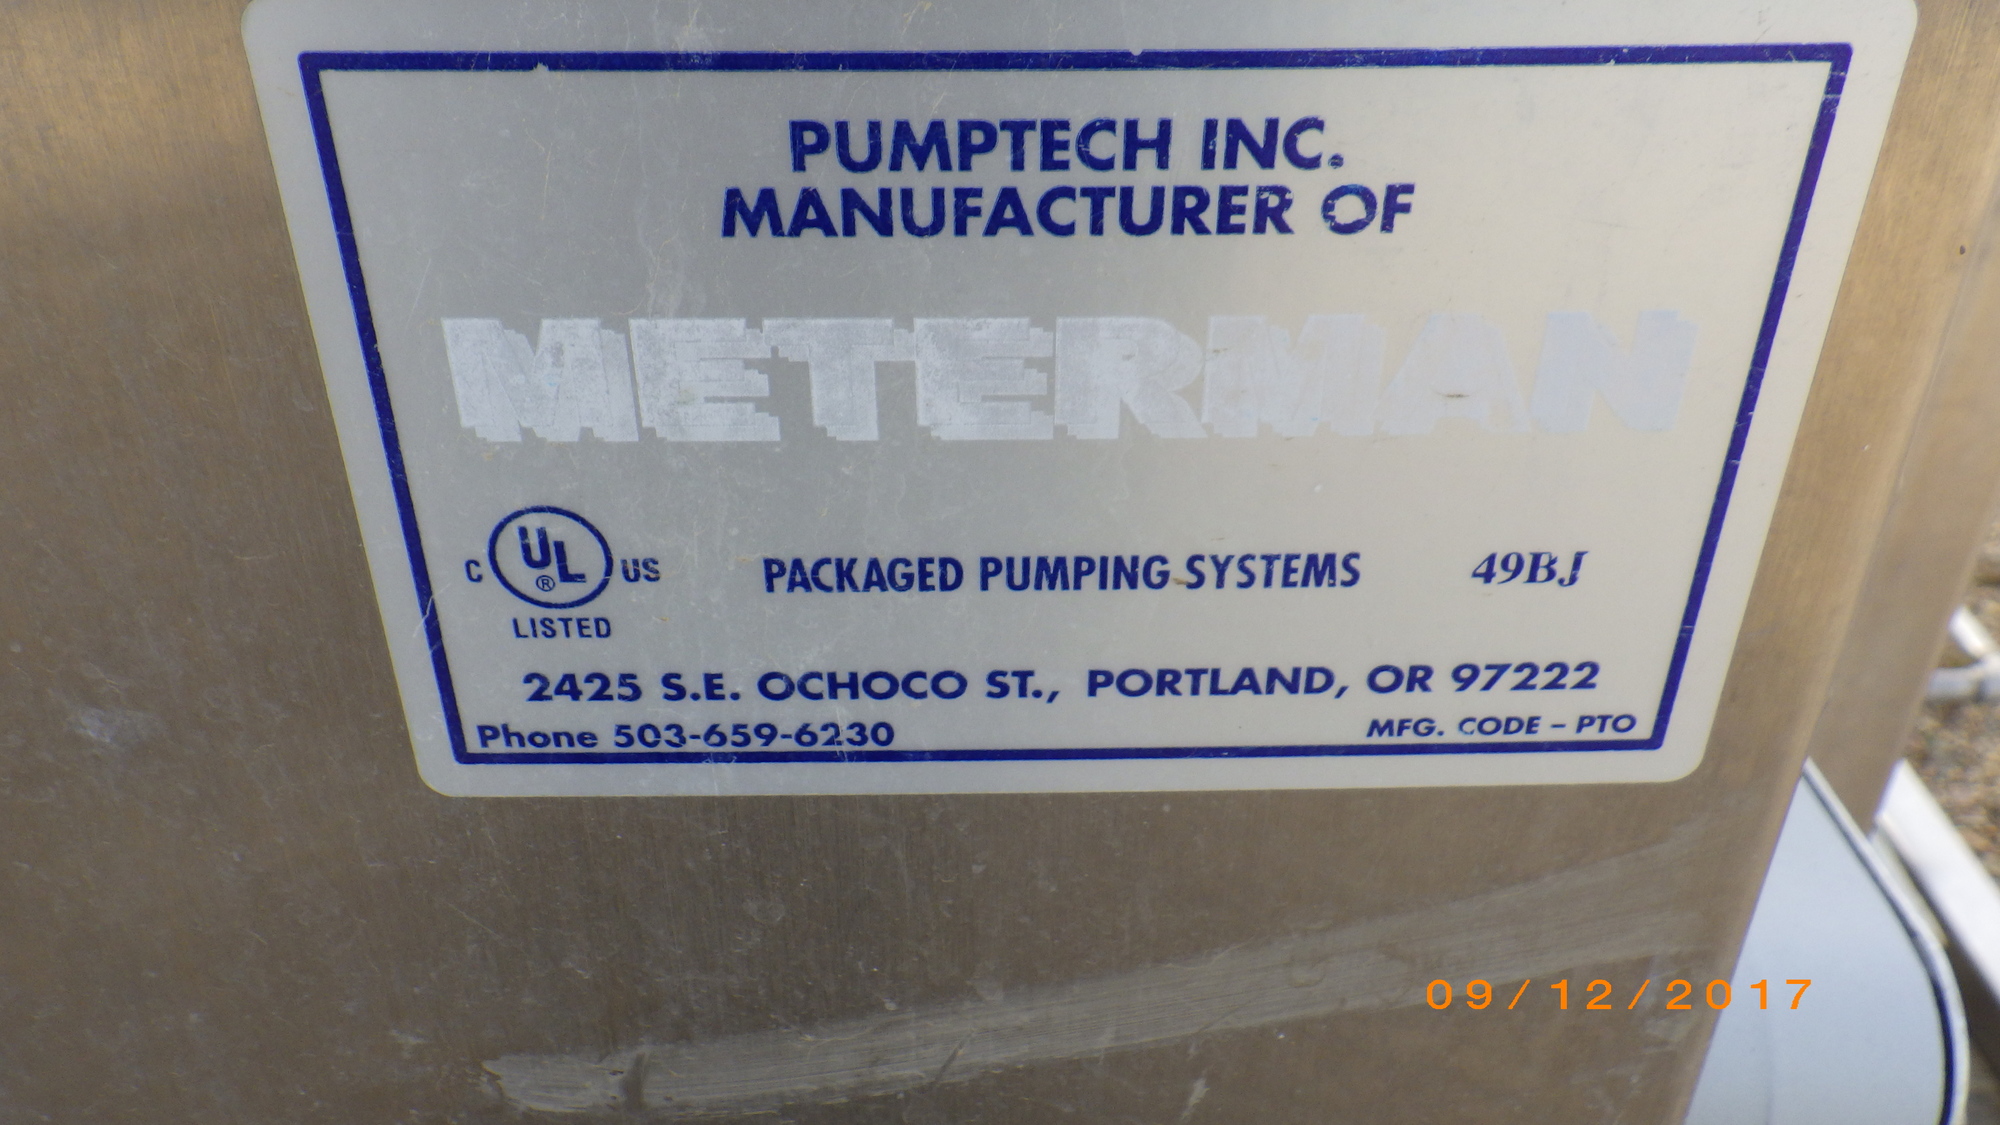 PUMPTECH INC.
MANUFACTURER OF
METERMAN
C UL® US
LISTED
PACKAGED PUMPING SYSTEMS 49BJ
2425 S.E. OCHOCO ST., PORTLAND, OR 97222
Phone 503-659-6230 MFG. CODE – PTO
09/12/2017